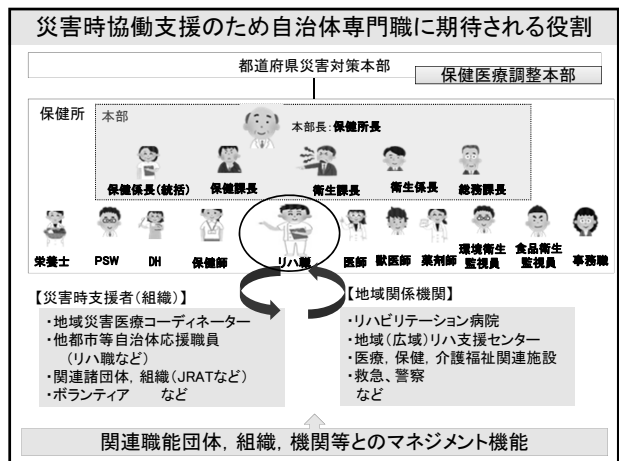 災害時協働支援のため自治体専門職に期待される役割
都道府県災害対策本部
保健医療調整本部
保健所
本部
本部長：保健所長
保健係長(統括)
保健課長
衛生課長
衛生係長
総務課長
栄養士
PSW
DH
保健師
リハ職
医師
獣医師
薬剤師
環境衛生
監視員
食品衛生
監視員
事務職
【災害時支援者(組織)】
・地域災害医療コーディネーター
・他都市等自治体応援職員
(リハ職など)
・関連諸団体，組織(JRATなど)
・ボランティア　など
【地域関係機関】
・リハビリテーション病院
・地域(広域)リハ支援センター
・医療，保健，介護福祉関連施設
・救急、警察
など
関連職能団体，組織，機関等とのマネジメント機能